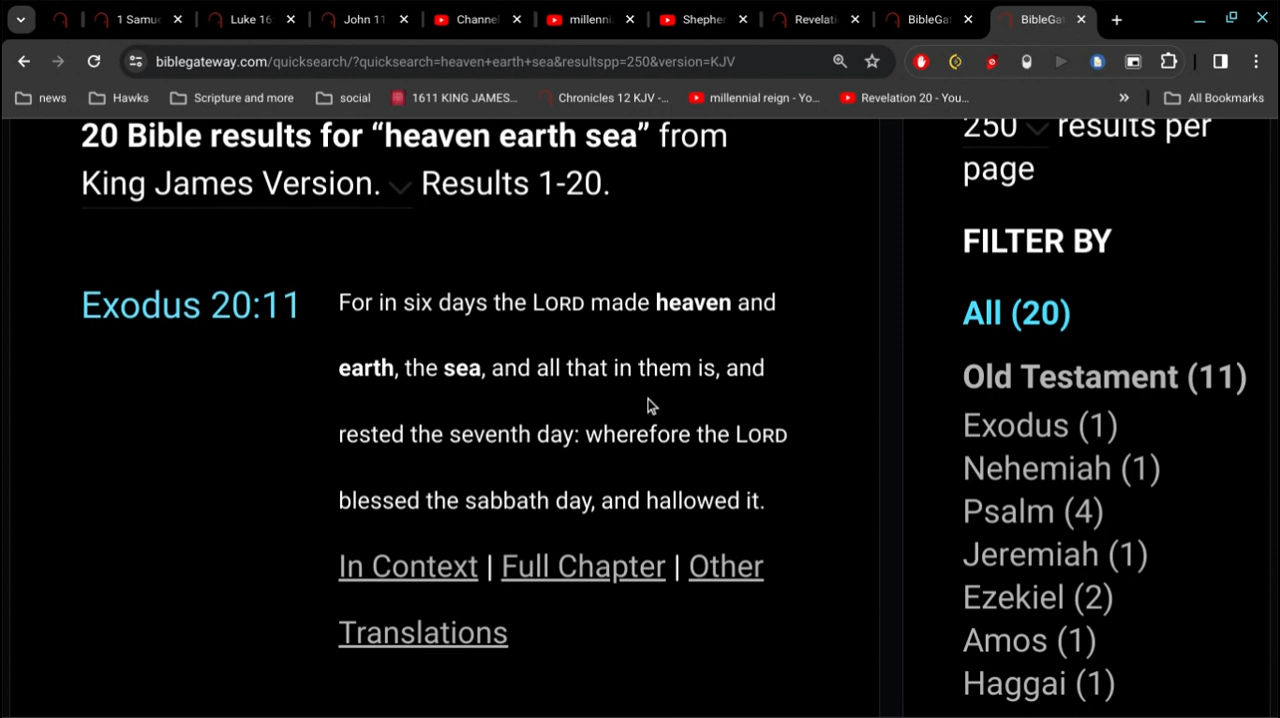 1 Samu
Luke 16
John 11
Channel
millenni
Shepher
Revelati
BibleGat
BibleGat
biblegateway.com/quicksearch/?quicksearch=heaven+earth+sea&resultspp=250&version=KJV
news
Hawks
Scripture and more
social
1611 KING JAMES...
Chronicles 12 KJV -...
millennial reign - Yo...
Revelation 20 - You...
»
All Bookmarks
20 Bible results for “heaven earth sea” from
King James Version. Results 1-20.
Exodus 20:11
For in six days the LORD made heaven and
earth, the sea, and all that in them is, and
rested the seventh day: wherefore the LORD
blessed the sabbath day, and hallowed it.
In Context | Full Chapter | Other
Translations
250 results per
page
FILTER BY
All (20)
Old Testament (11)
Exodus (1)
Nehemiah (1)
Psalm (4)
Jeremiah (1)
Ezekiel (2)
Amos (1)
Haggai (1)